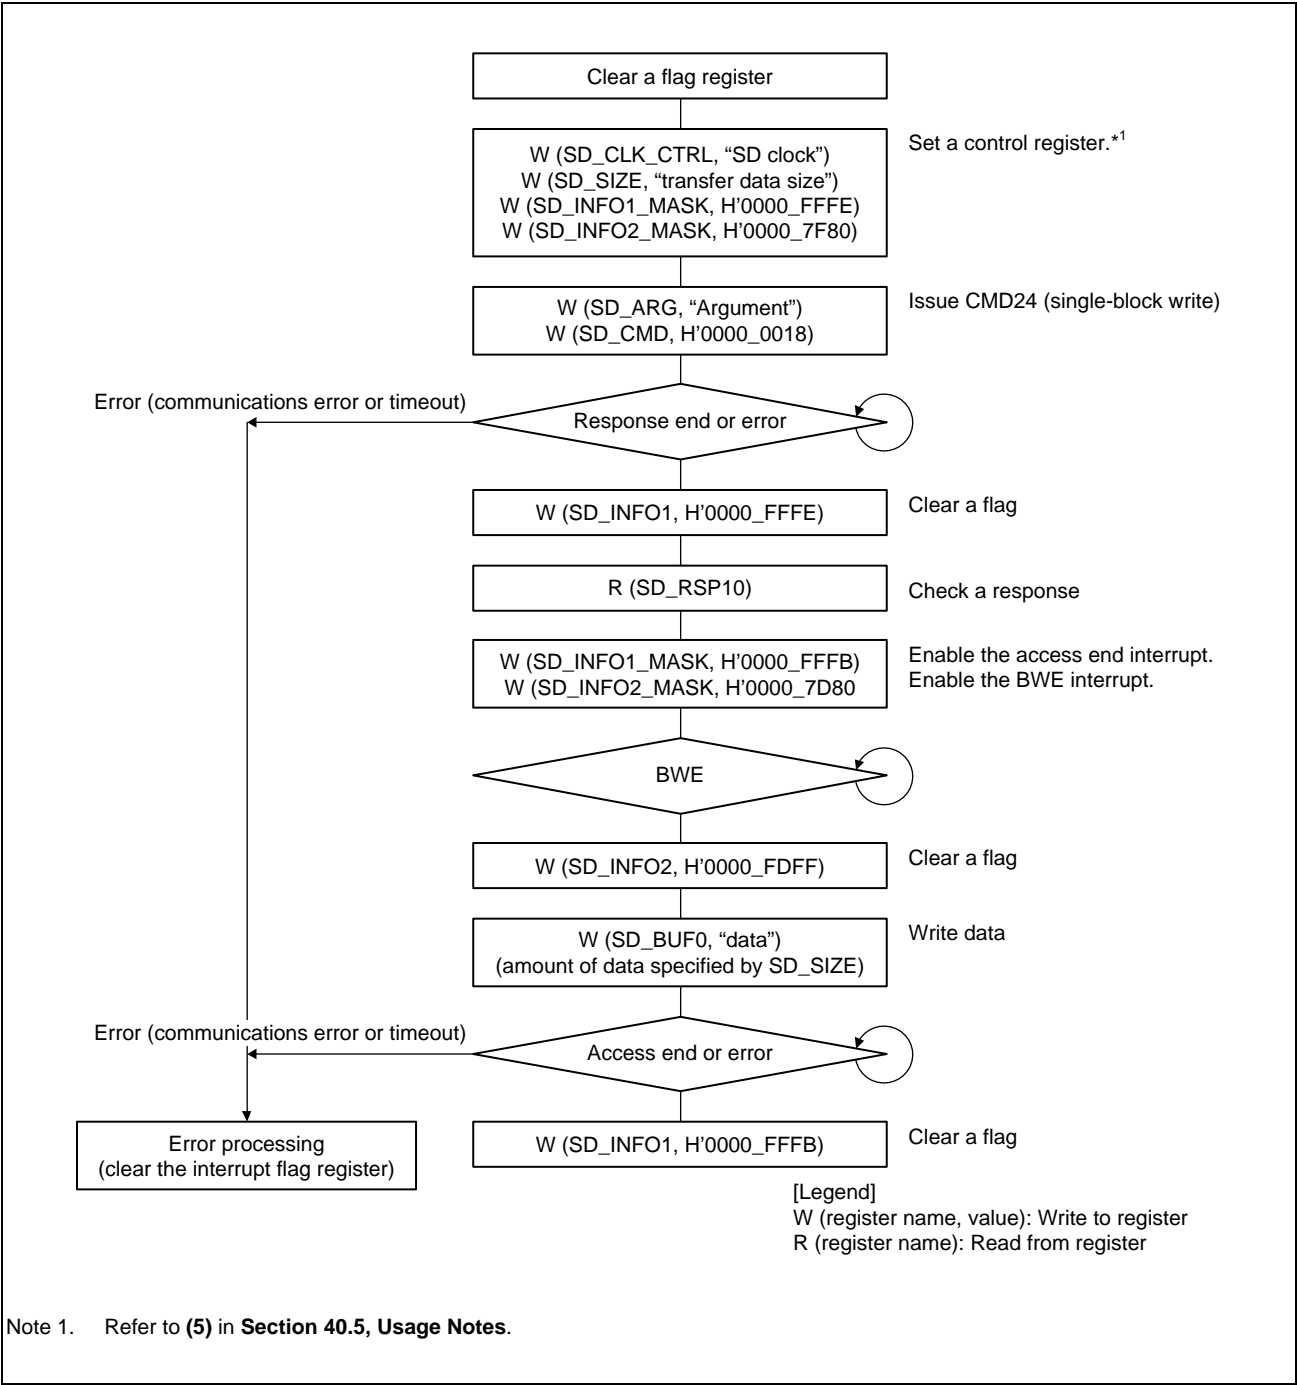 Clear a flag register
W (SD_CLK_CTRL, “SD clock”)
W (SD_SIZE, “transfer data size”)
W (SD_INFO1_MASK, H’0000_FFFE)
W (SD_INFO2_MASK, H’0000_7F80)
Set a control register.*1
W (SD_ARG, “Argument”)
W (SD_CMD, H’0000_0018)
Issue CMD24 (single-block write)
Error (communications error or timeout)
Response end or error
W (SD_INFO1, H’0000_FFFE)
Clear a flag
R (SD_RSP10)
Check a response
W (SD_INFO1_MASK, H’0000_FFFB)
W (SD_INFO2_MASK, H’0000_7D80
Enable the access end interrupt.
Enable the BWE interrupt.
BWE
W (SD_INFO2, H’0000_FDFF)
Clear a flag
W (SD_BUF0, “data”)
(amount of data specified by SD_SIZE)
Write data
Error (communications error or timeout)
Access end or error
Error processing
(clear the interrupt flag register)
W (SD_INFO1, H’0000_FFFB)
Clear a flag
[Legend]
W (register name, value): Write to register
R (register name): Read from register
Note 1. Refer to (5) in Section 40.5, Usage Notes.